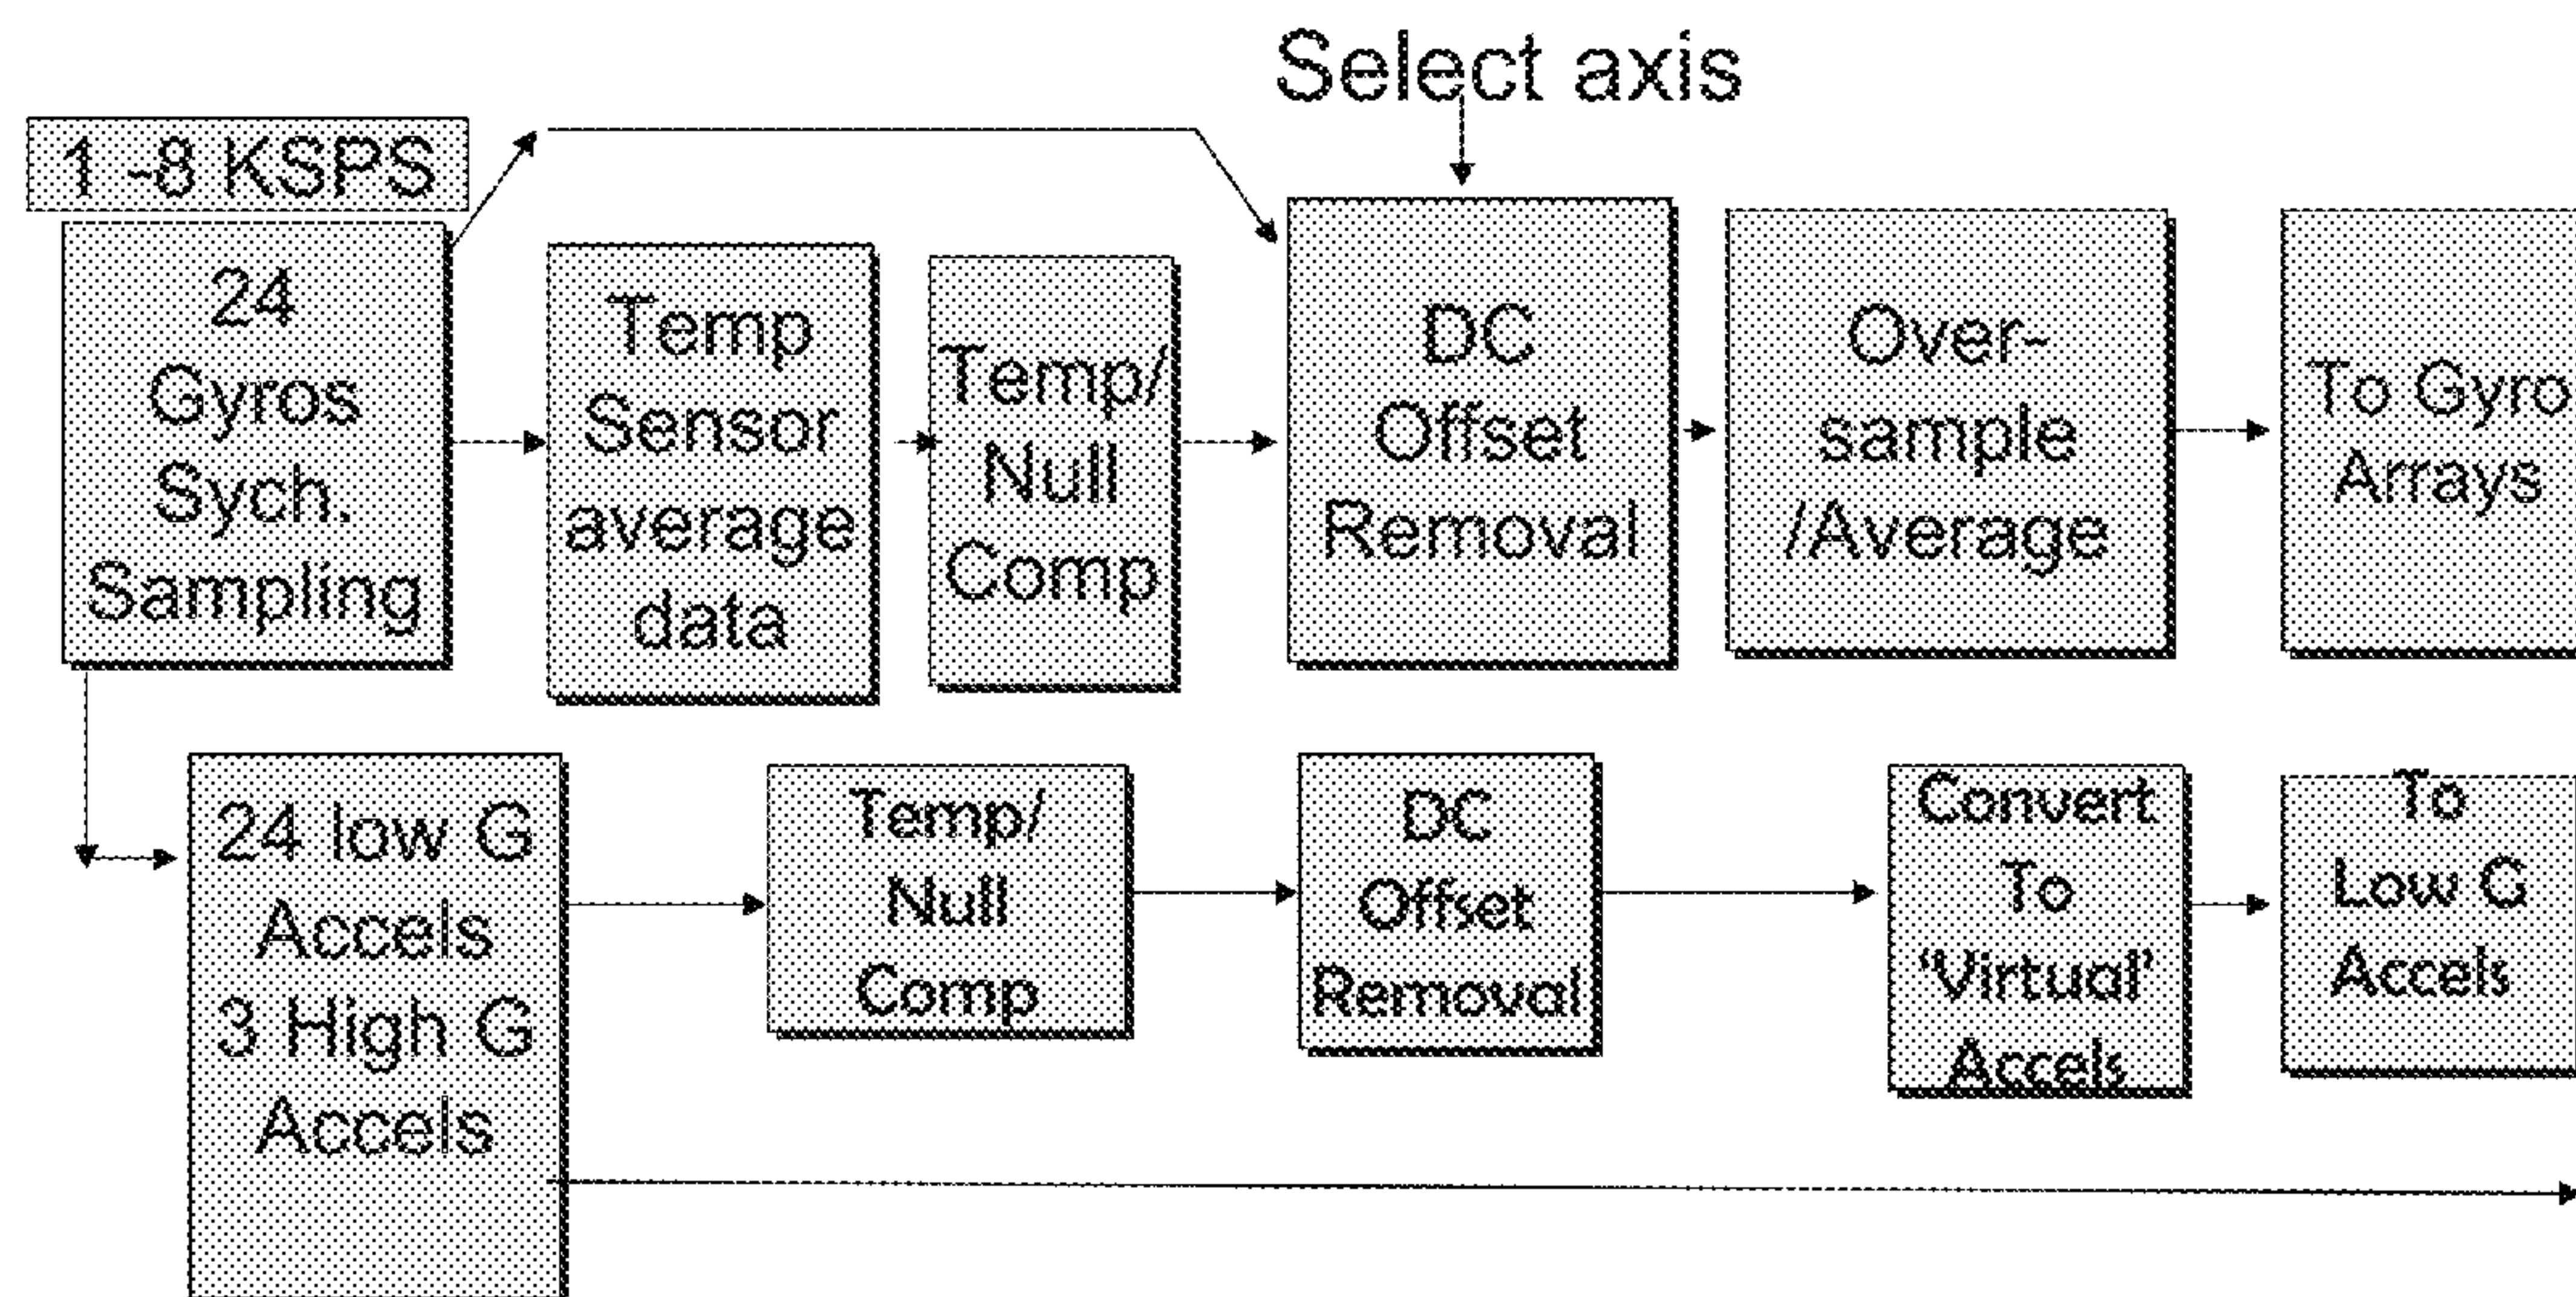 Select axis
1 -8 KSPS
24
Gyros
Sych.
Sampling
Temp
Sensor
average
data
Temp/
Null
Comp
DC
Offset
Removal
Over-
sample
/Average
To Gyro
Arrays
24 low G
Accels
3 High G
Accels
Temp/
Null
Comp
DC
Offset
Removal
Convert
To
‘Virtual’
Accels
To
Low G
Accels